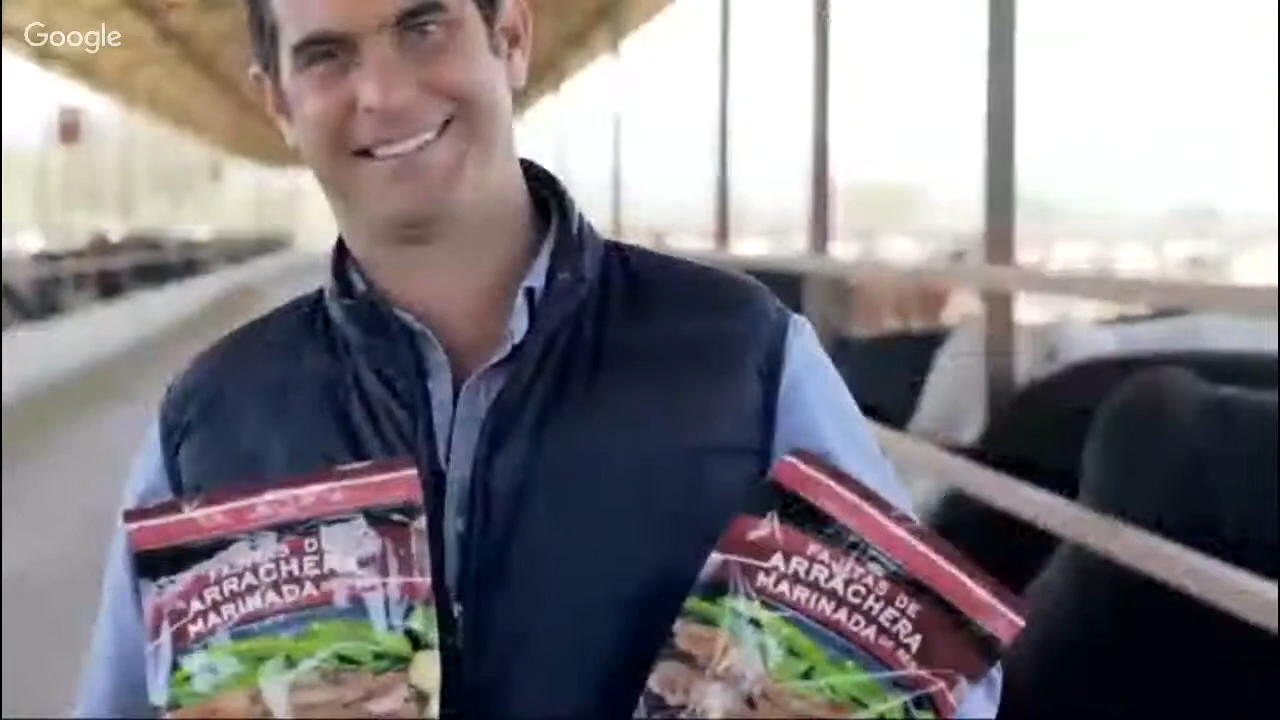 Google
FAJITAS DE
ARRACHERA
MARINADA
FAJITAS DE
ARRACHERA
MARINADA